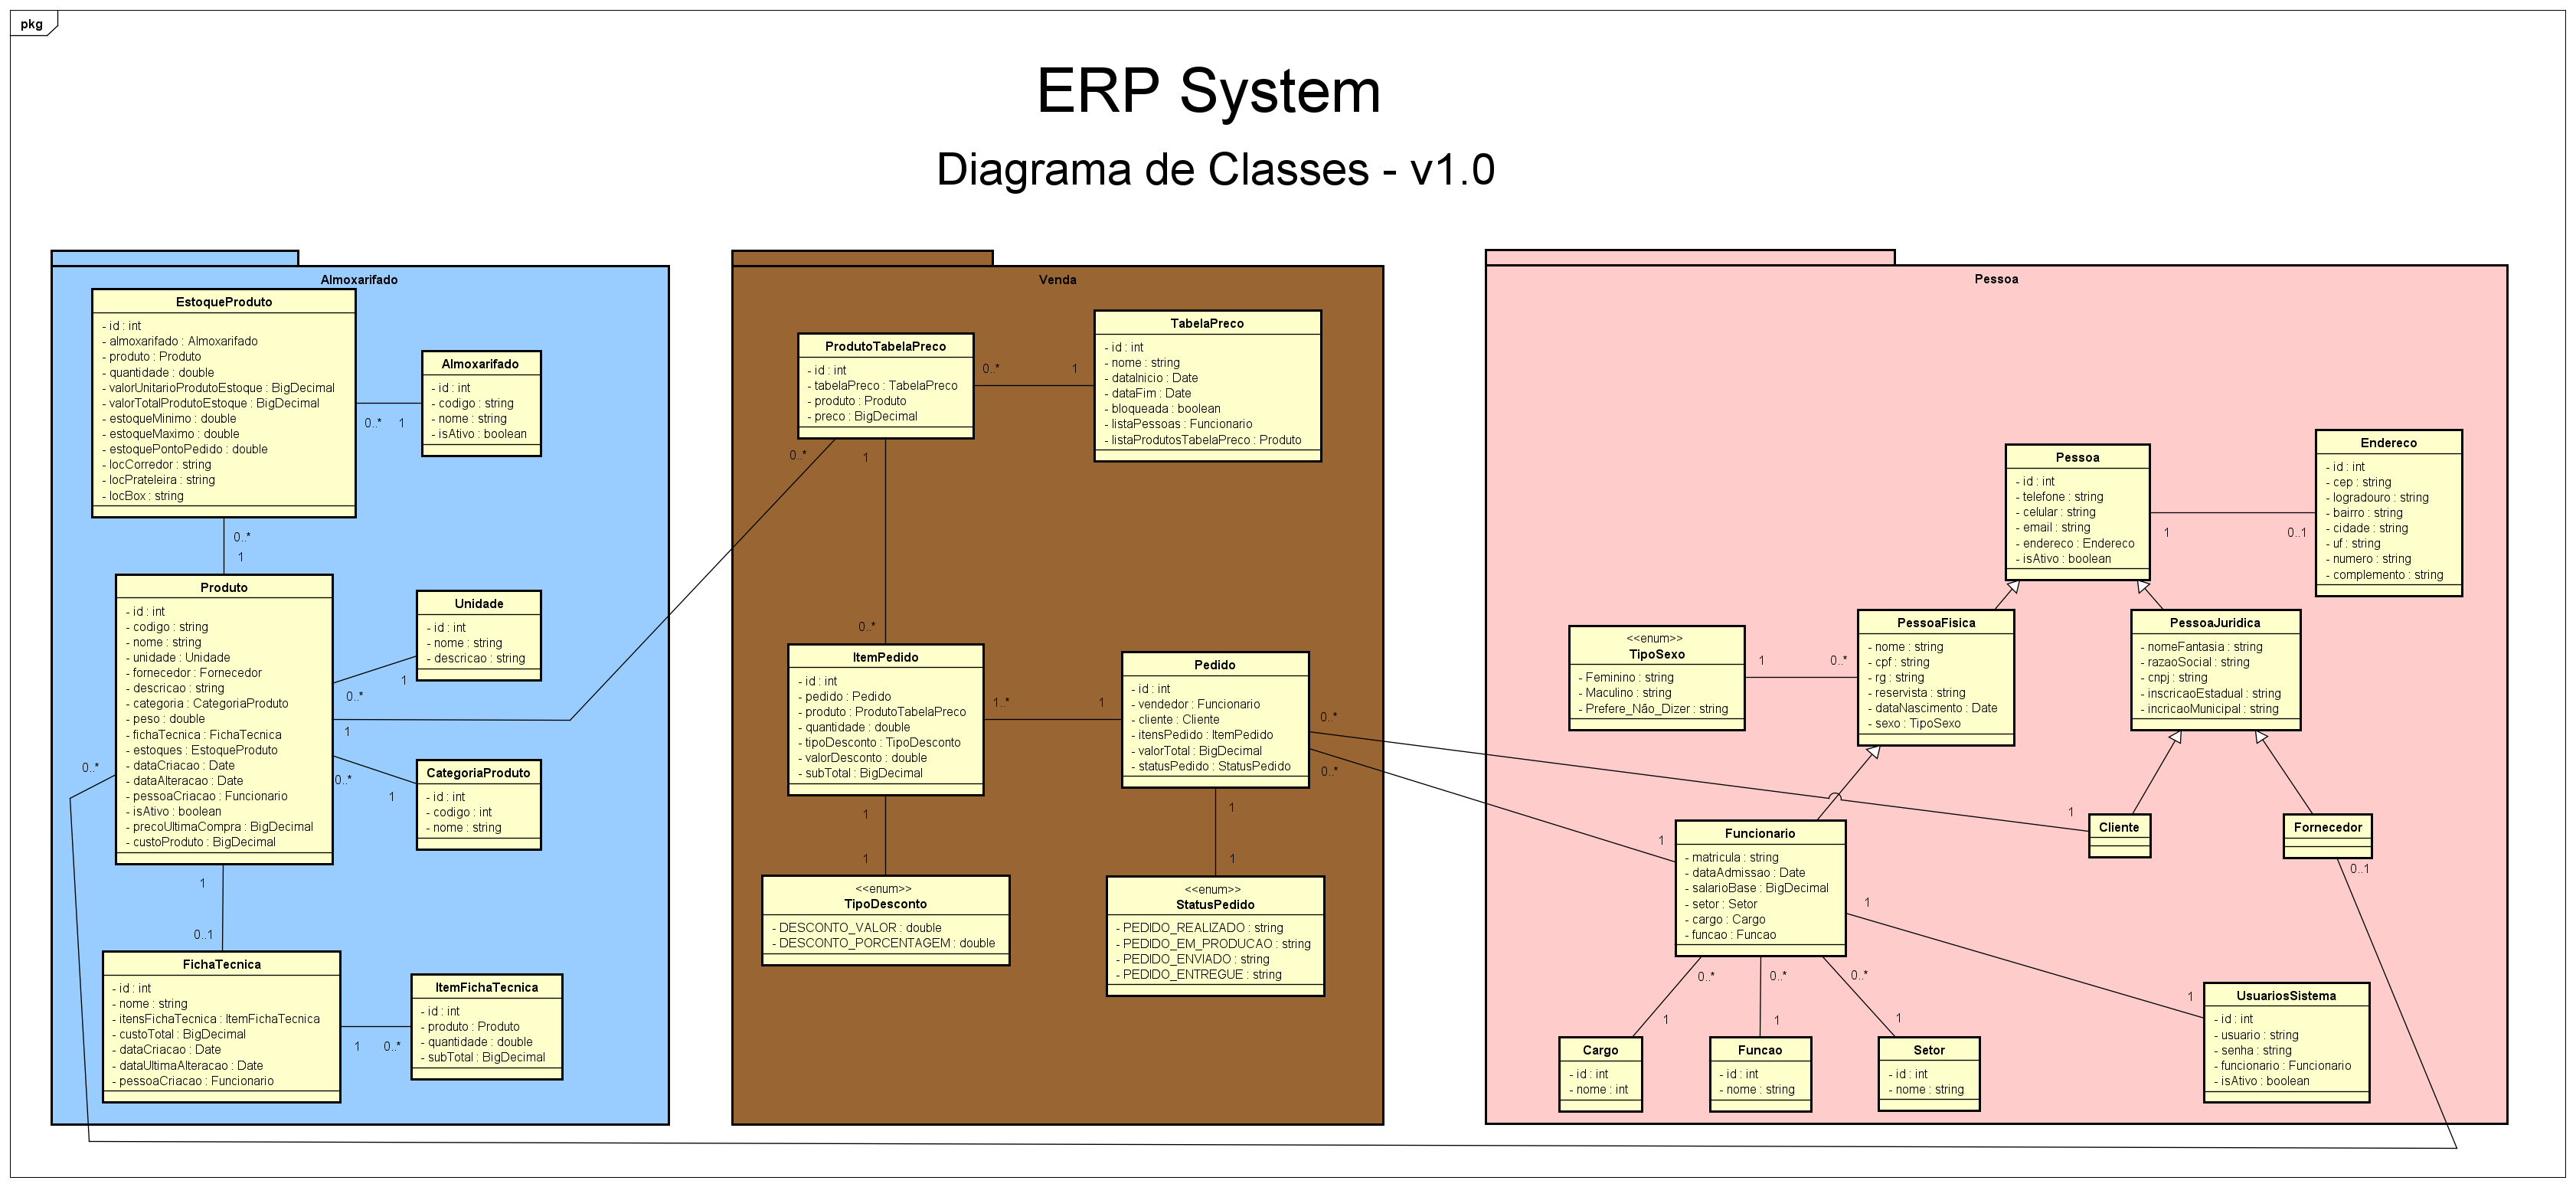 pkg
ERP System
Diagrama de Classes - v1.0
Almoxarifado
EstoqueProduto
- id : int
- almoxarifado : Almoxarifado
- produto : Produto
- quantidade : double
- valorUnitarioProdutoEstoque : BigDecimal
- valorTotalProdutoEstoque : BigDecimal
- estoqueMinimo : double
- estoqueMaximo : double
- estoquePontoPedido : double
- locCorredor : string
- locPrateleira : string
- locBox : string
0..*
1
Almoxarifado
- id : int
- codigo : string
- nome : string
- isAtivo : boolean
0..*
1
Produto
- id : int
- codigo : string
- nome : string
- unidade : Unidade
- fornecedor : Fornecedor
- descricao : string
- categoria : CategoriaProduto
- peso : double
- fichaTecnica : FichaTecnica
- estoques : EstoqueProduto
- dataCriacao : Date
- dataAlteracao : Date
- pessoaCriacao : Funcionario
- isAtivo : boolean
- precoUltimaCompra : BigDecimal
- custoProduto : BigDecimal
Unidade
- id : int
- nome : string
- descricao : string
1
0..*
1
0..*
0..*
1
CategoriaProduto
- id : int
- codigo : int
- nome : string
1
0..1
FichaTecnica
- id : int
- nome : string
- itensFichaTecnica : ItemFichaTecnica
- custoTotal : BigDecimal
- dataCriacao : Date
- dataUltimaAlteracao : Date
- pessoaCriacao : Funcionario
1
0..*
ItemFichaTecnica
- id : int
- produto : Produto
- quantidade : double
- subTotal : BigDecimal
Venda
ProdutoTabelaPreco
- id : int
- tabelaPreco : TabelaPreco
- produto : Produto
- preco : BigDecimal
0..*
1
TabelaPreco
- id : int
- nome : string
- dataInicio : Date
- dataFim : Date
- bloqueada : boolean
- listaPessoas : Funcionario
- listaProdutosTabelaPreco : Produto
0..*
1
0..*
ItemPedido
- id : int
- pedido : Pedido
- produto : ProdutoTabelaPreco
- quantidade : double
- tipoDesconto : TipoDesconto
- valorDesconto : double
- subTotal : BigDecimal
1..*
1
Pedido
- id : int
- vendedor : Funcionario
- cliente : Cliente
- itensPedido : ItemPedido
- valorTotal : BigDecimal
- statusPedido : StatusPedido
0..*
0..*
1
1
1
1
<<enum>>
TipoDesconto
- DESCONTO_VALOR : double
- DESCONTO_PORCENTAGEM : double
<<enum>>
StatusPedido
- PEDIDO_REALIZADO : string
- PEDIDO_EM_PRODUCAO : string
- PEDIDO_ENVIADO : string
- PEDIDO_ENTREGUE : string
Pessoa
Pessoa
- id : int
- telefone : string
- celular : string
- email : string
- endereco : Endereco
- isAtivo : boolean
1
0..1
Endereco
- id : int
- cep : string
- logradouro : string
- bairro : string
- cidade : string
- uf : string
- numero : string
- complemento : string
<<enum>>
TipoSexo
- Feminino : string
- Maculino : string
- Prefere_Não_Dizer : string
1
0..*
PessoaFisica
- nome : string
- cpf : string
- rg : string
- reservista : string
- dataNascimento : Date
- sexo : TipoSexo
PessoaJuridica
- nomeFantasia : string
- razaoSocial : string
- cnpj : string
- inscricaoEstadual : string
- incricaoMunicipal : string
1
Cliente
Fornecedor
0..1
1
Funcionario
- matricula : string
- dataAdmissao : Date
- salarioBase : BigDecimal
- setor : Setor
- cargo : Cargo
- funcao : Funcao
1
0..*
0..*
0..*
1
1
1
1
Cargo
- id : int
- nome : int
Funcao
- id : int
- nome : string
Setor
- id : int
- nome : string
UsuariosSistema
- id : int
- usuario : string
- senha : string
- funcionario : Funcionario
- isAtivo : boolean